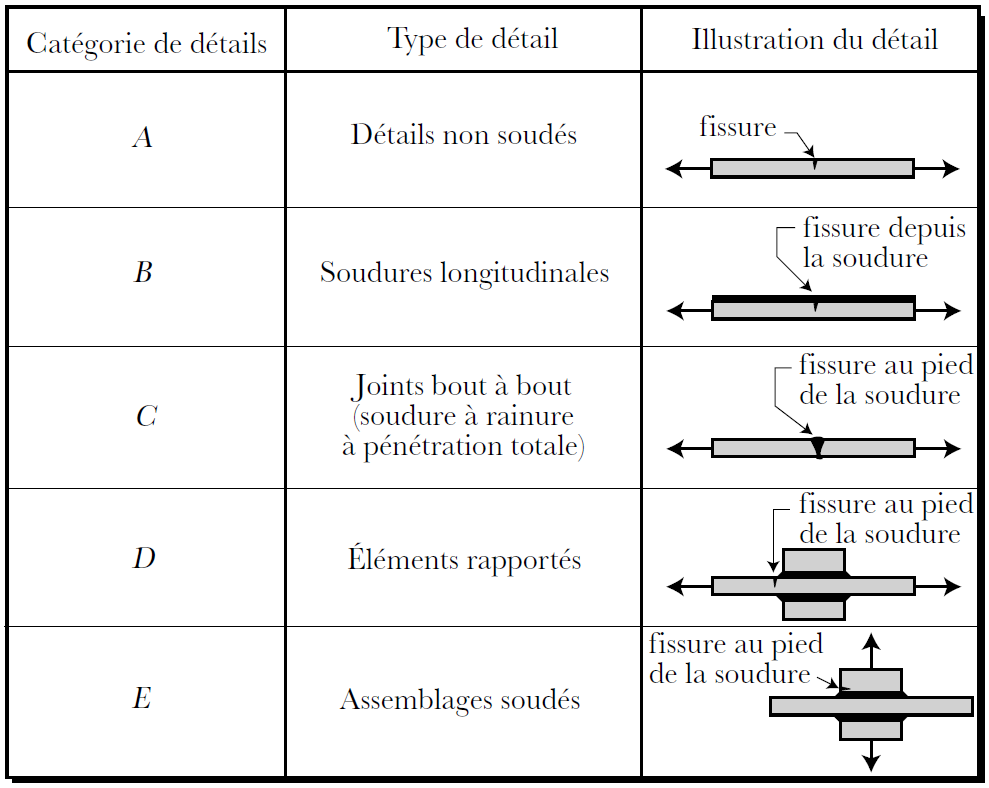 Catégorie de détails
Type de détail
Illustration du détail
A
Détails non soudés
fissure
B
Soudures longitudinales
fissure depuis
la soudure
C
Joints bout à bout
(soudure à rainure
à pénétration totale)
fissure au pied
de la soudure
D
Éléments rapportés
fissure au pied
de la soudure
E
Assemblages soudés
fissure au pied
de la soudure